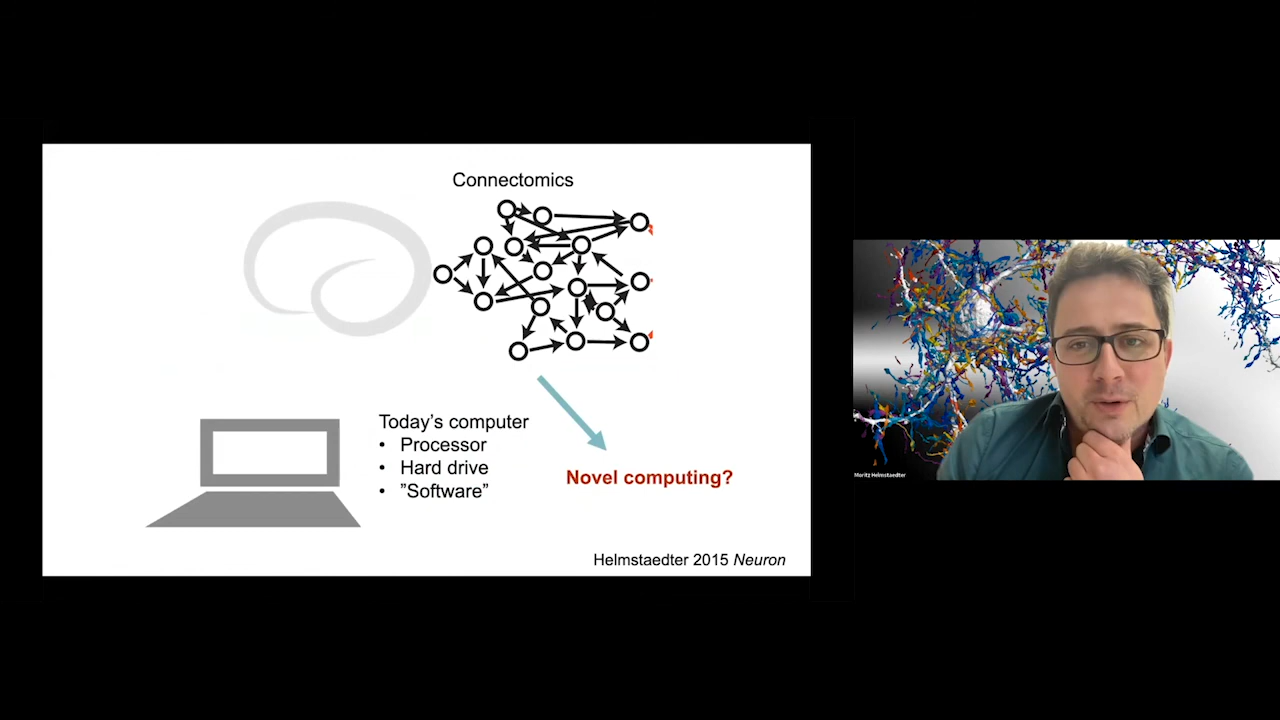 Connectomics
Today’s computer
• Processor
• Hard drive
• ”Software”
Novel computing?
Helmstaedter 2015 Neuron
Moritz Helmstaedter